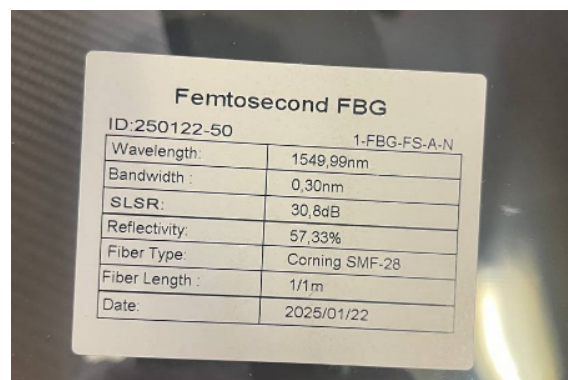 Femtosecond FBG
ID:250122-50 1-FBG-FS-A-N
Wavelength: 1549,99nm
Bandwidth : 0,30nm
SLSR: 30,8dB
Reflectivity: 57,33%
Fiber Type: Corning SMF-28
Fiber Length : 1/1m
Date: 2025/01/22